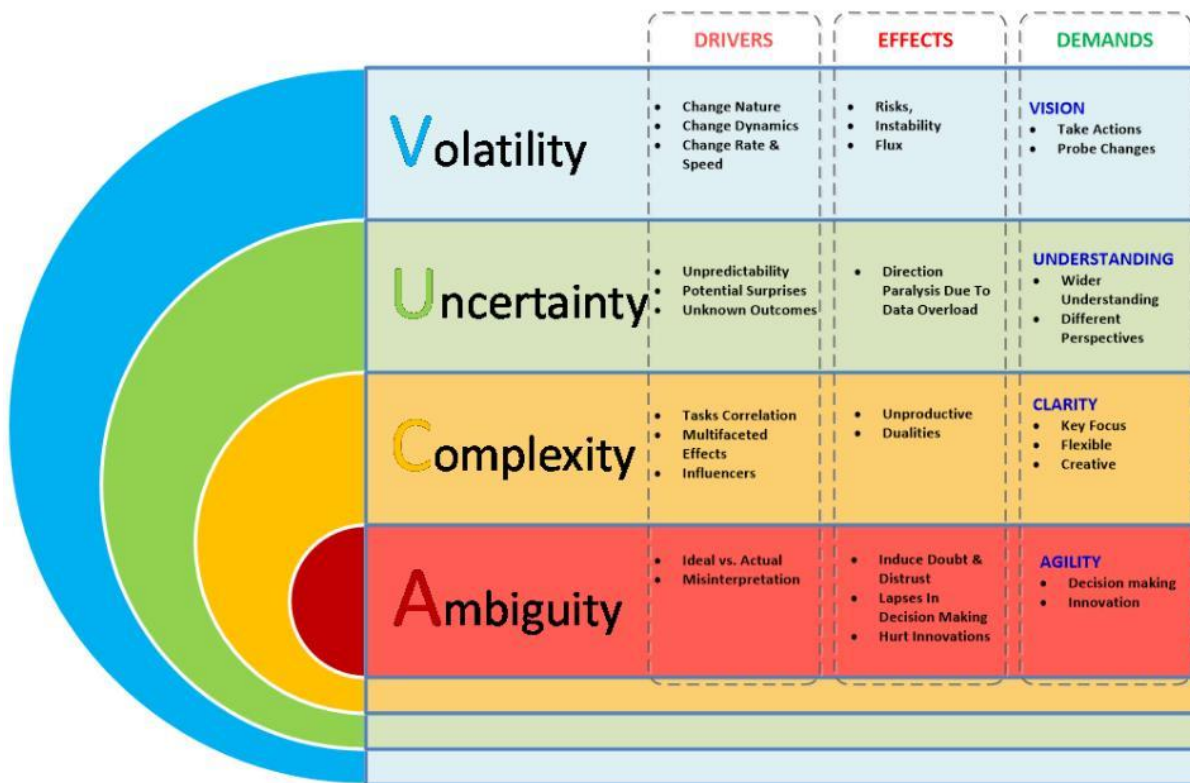 DRIVERS
EFFECTS
DEMANDS
Volatility
• Change Nature
• Change Dynamics
• Change Rate &
Speed
• Risks,
• Instability
• Flux
VISION
• Take Actions
• Probe Changes
Uncertainty
• Unpredictability
• Potential Surprises
• Unknown Outcomes
• Direction
Paralysis Due To
Data Overload
UNDERSTANDING
• Wider
Understanding
• Different
Perspectives
Complexity
• Tasks Correlation
• Multifaceted
Effects
• Influencers
• Unproductive
• Dualities
CLARITY
• Key Focus
• Flexible
• Creative
Ambiguity
• Ideal vs. Actual
• Misinterpretation
• Induce Doubt &
Distrust
• Lapses In
Decision Making
• Hurt Innovations
AGILITY
• Decision making
• Innovation